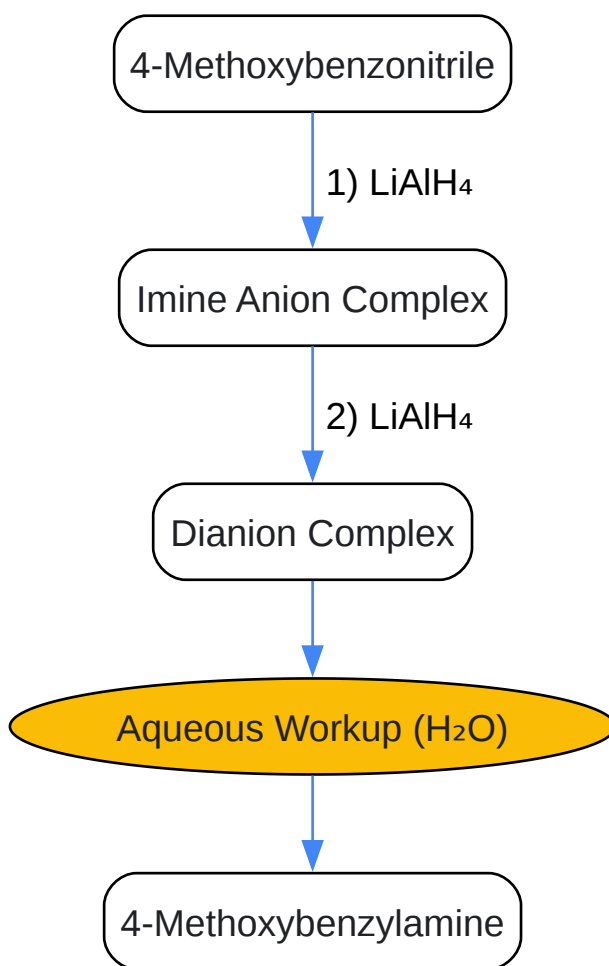 4-Methoxybenzonitrile
1) LiAlH₄
Imine Anion Complex
2) LiAlH₄
Dianion Complex
Aqueous Workup (H₂O)
4-Methoxybenzylamine